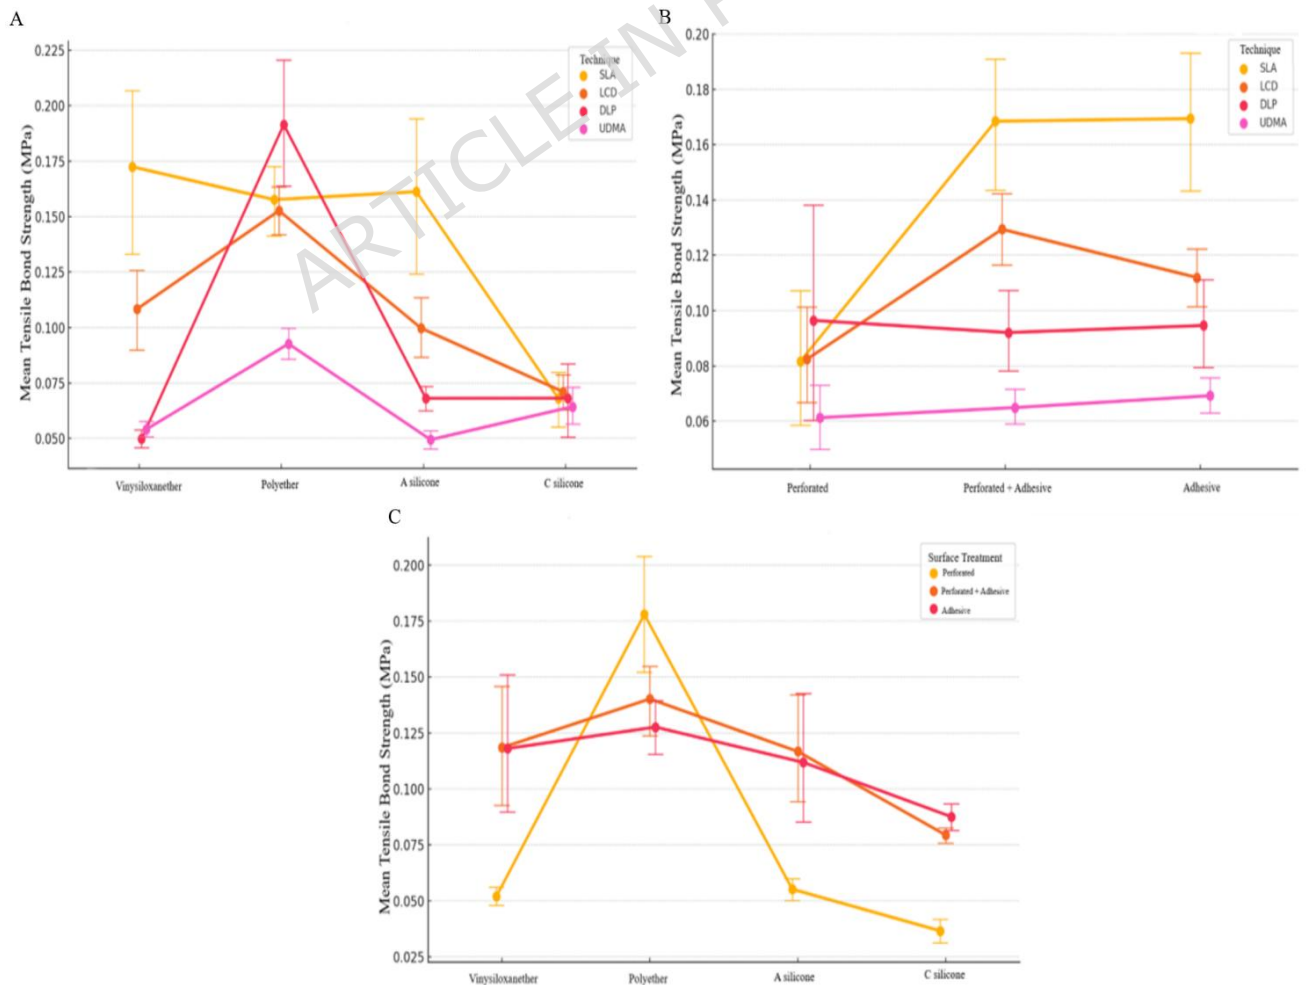 A
Mean Tensile Bond Strength (MPa)
0.225
0.200
0.175
0.150
0.125
0.100
0.075
0.050
Vinysiloxanether
Polyether
A silicone
C silicone
Technique
SLA
LCD
DLP
UDMA
ARTICLE IN
B
Mean Tensile Bond Strength (MPa)
0.20
0.18
0.16
0.14
0.12
0.10
0.08
0.06
Perforated
Perforated + Adhesive
Adhesive
Technique
SLA
LCD
DLP
UDMA
C
Mean Tensile Bond Strength (MPa)
0.200
0.175
0.150
0.125
0.100
0.075
0.050
0.025
Vinysiloxanether
Polyether
A silicone
C silicone
Surface Treatment
Perforated
Perforated + Adhesive
Adhesive